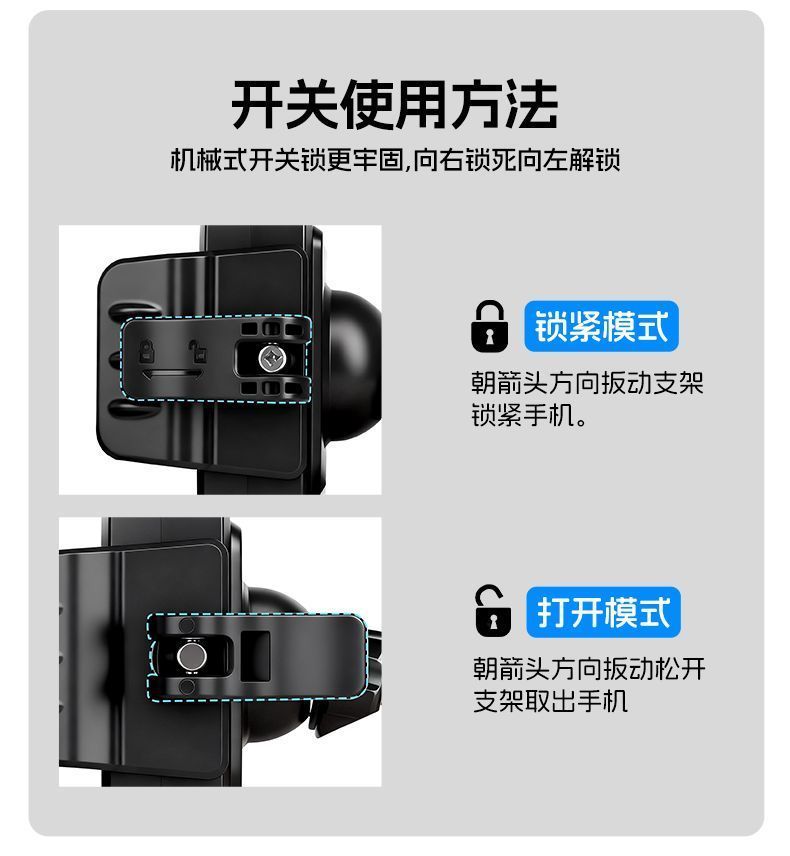 开关使用方法
机械式开关锁更牢固,向右锁死向左解锁
锁紧模式
朝箭头方向扳动支架
锁紧手机。
打开模式
朝箭头方向扳动松开
支架取出手机